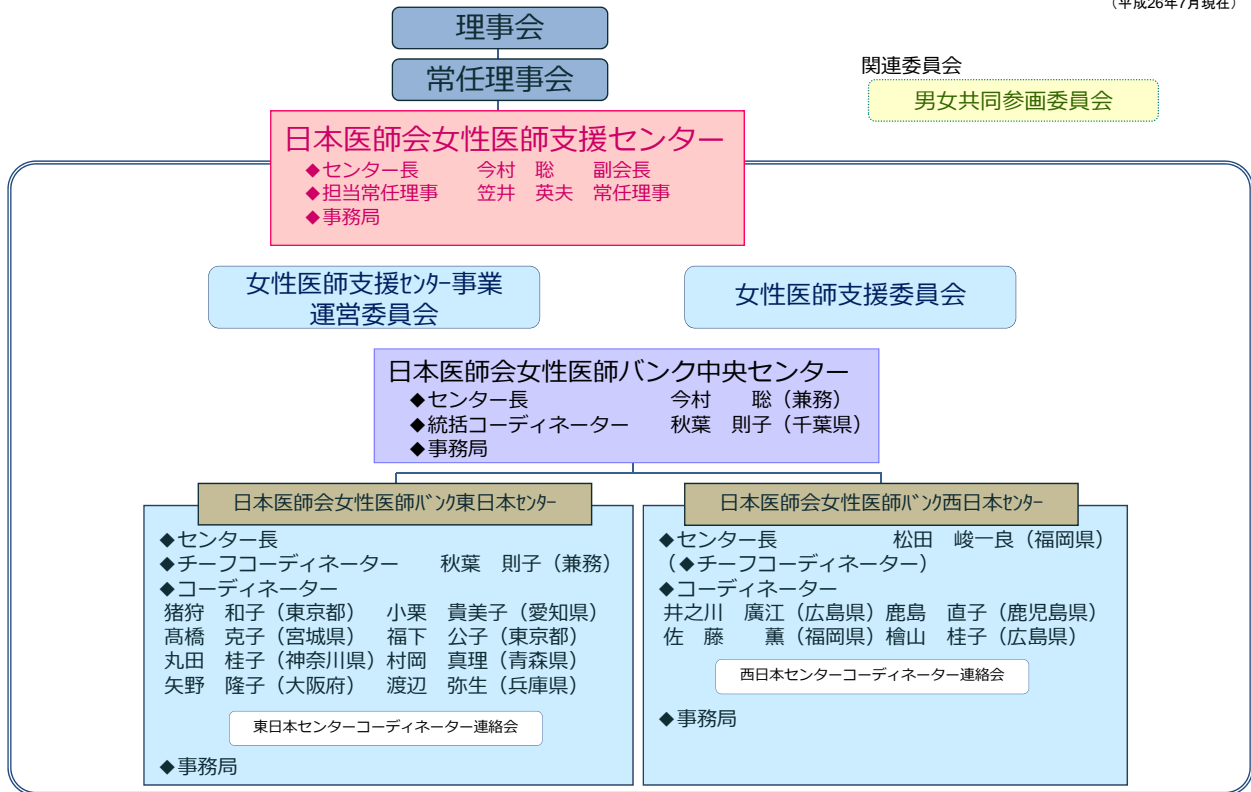 （平成26年7月現在）
理事会
常任理事会
関連委員会
男女共同参画委員会
日本医師会女性医師支援センター
◆センター長　今村　聡　副会長
◆担当常任理事　笠井　英夫　常任理事
◆事務局
女性医師支援ｾﾝﾀｰ事業
運営委員会
女性医師支援委員会
日本医師会女性医師バンク中央センター
◆センター長　今村　聡（兼務）
◆統括コーディネーター　秋葉　則子（千葉県）
◆事務局
日本医師会女性医師ﾊﾞﾝｸ東日本ｾﾝﾀｰ
◆センター長
◆チーフコーディネーター　秋葉　則子（兼務）
◆コーディネーター
猪狩　和子（東京都）　小栗　貴美子（愛知県）
髙橋　克子（宮城県）　福下　公子（東京都）
丸田　桂子（神奈川県）村岡　真理（青森県）
矢野　隆子（大阪府）　渡辺　弥生（兵庫県）
東日本センターコーディネーター連絡会
◆事務局
日本医師会女性医師ﾊﾞﾝｸ西日本ｾﾝﾀｰ
◆センター長　松田　峻一良（福岡県）
（◆チーフコーディネーター）
◆コーディネーター
井之川　廣江（広島県）鹿島　直子（鹿児島県）
佐　藤　薫（福岡県）檜山　桂子（広島県）
西日本センターコーディネーター連絡会
◆事務局